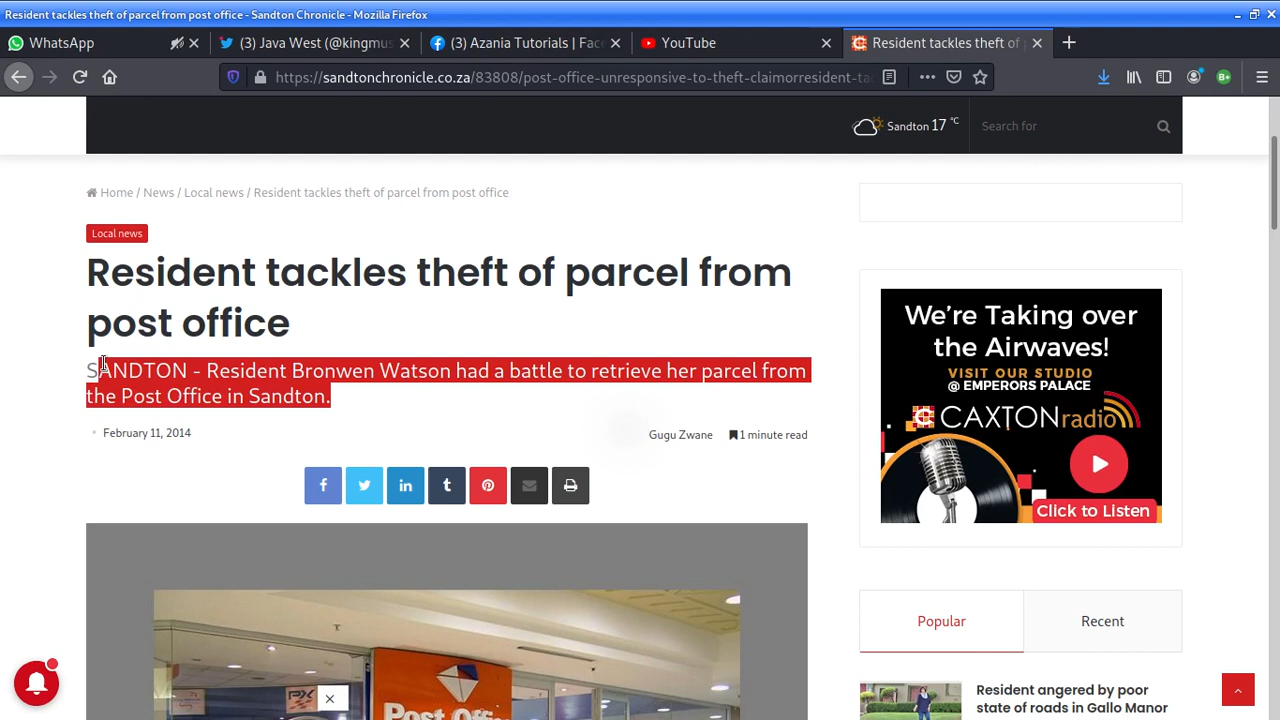 Resident tackles theft of parcel from post office - Sandton Chronicle - Mozilla Firefox
WhatsApp
(3) Java West (@kingmus
(3) Azania Tutorials | Face
YouTube
Resident tackles theft of
https://sandtonchronicle.co.za/83808/post-office-unresponsive-to-theft-claimorresident-ta
B+
Sandton 17 °C
Search for
Home / News / Local news / Resident tackles theft of parcel from post office
Local news
Resident tackles theft of parcel from
post office
SANDTON - Resident Bronwen Watson had a battle to retrieve her parcel from
the Post Office in Sandton.
February 11, 2014
Gugu Zwane
1 minute read
We're Taking over
the Airwaves!
VISIT OUR STUDIO
@ EMPERORS PALACE
CAXTON radio
Click to Listen
Popular
Recent
Resident angered by poor
state of roads in Gallo Manor
PX
Post Office